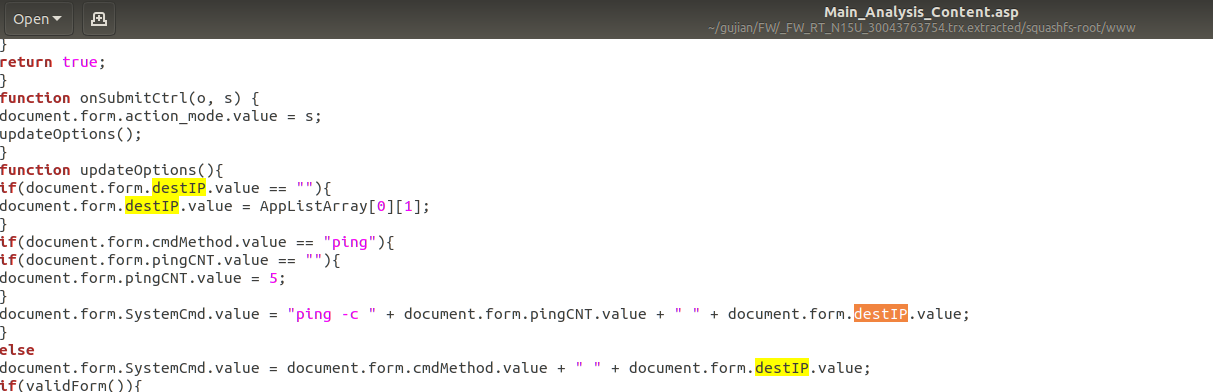 Open
Main_Analysis_Content.asp
~/gujian/FW/_FW_RT_N15U_30043763754.trx.extracted/squashfs-root/www
}
return true;
}
function onSubmitCtrl(o, s) {
document.form.action_mode.value = s;
updateOptions();
}
function updateOptions(){
if(document.form.destIP.value == ""){
document.form.destIP.value = AppListArray[0][1];
}
if(document.form.cmdMethod.value == "ping"){
if(document.form.pingCNT.value == ""){
document.form.pingCNT.value = 5;
}
document.form.SystemCmd.value = "ping -c " + document.form.pingCNT.value + " " + document.form.destIP.value;
}
else
document.form.SystemCmd.value = document.form.cmdMethod.value + " " + document.form.destIP.value;
if(validForm()){